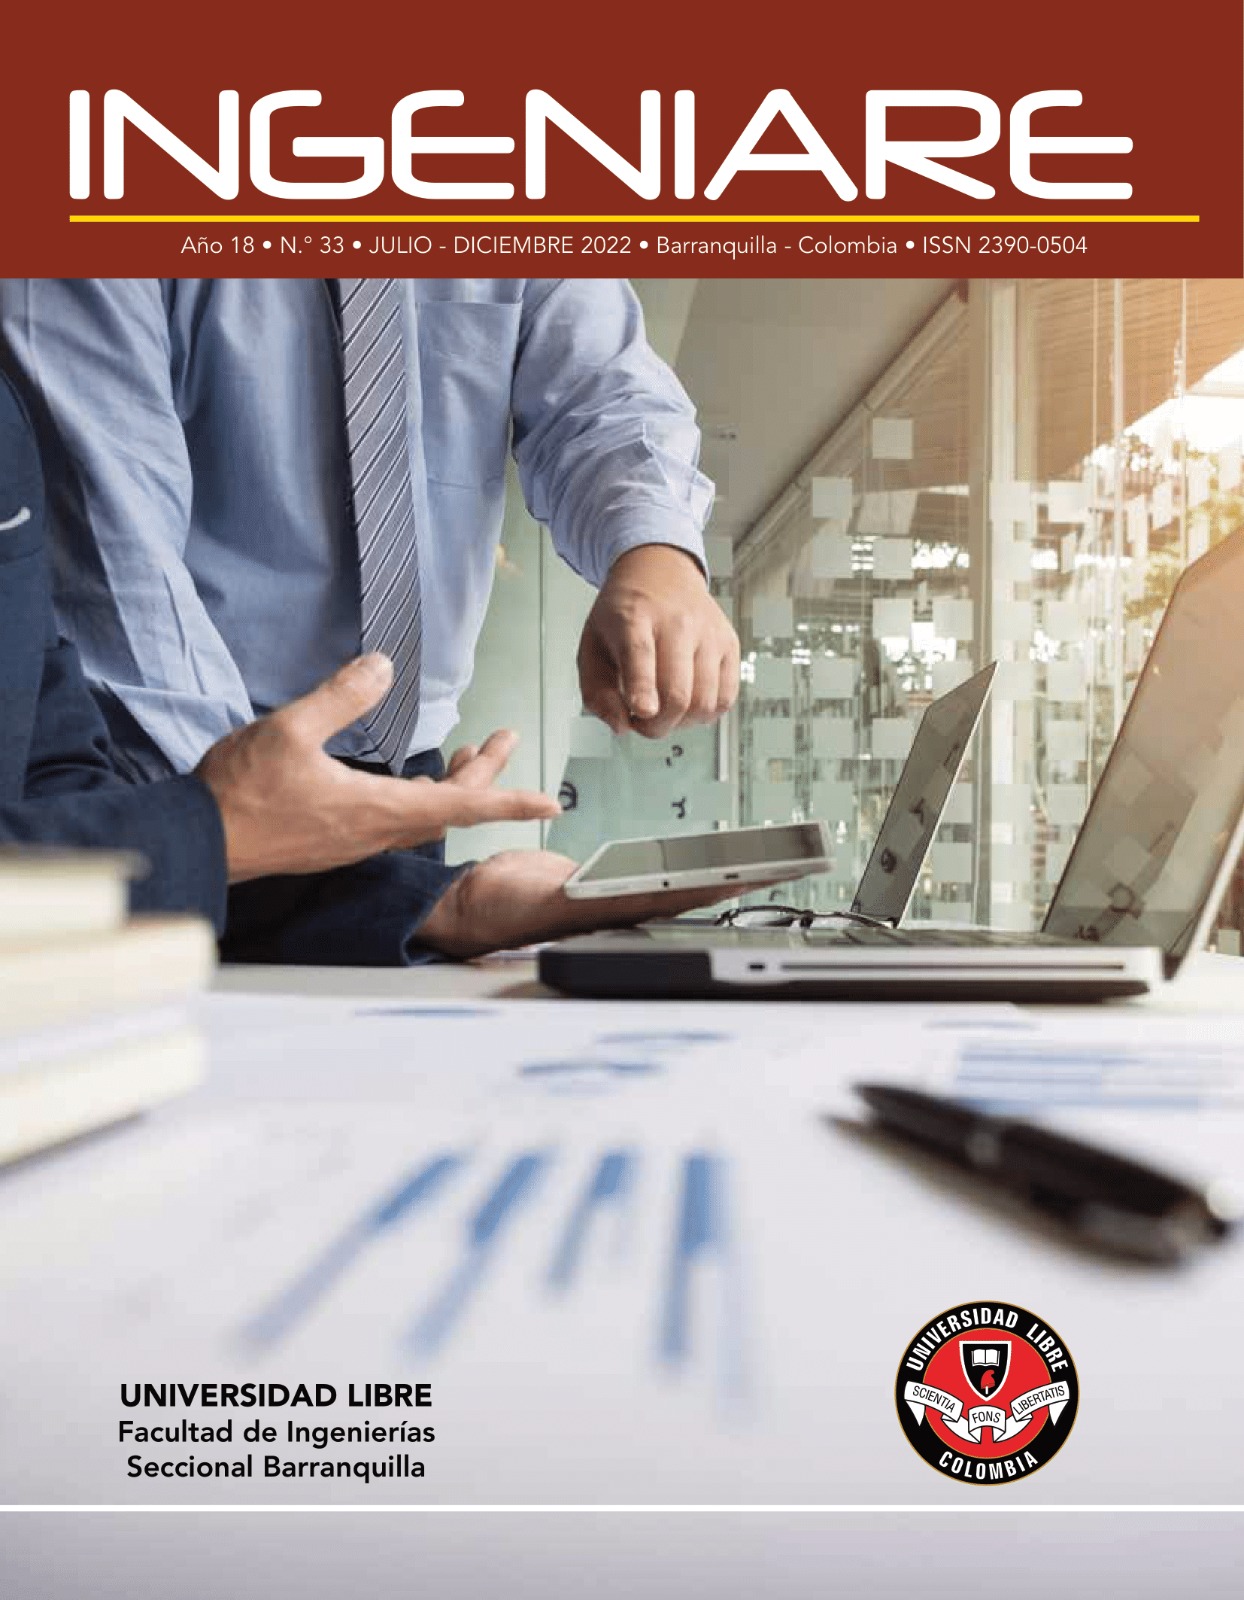 INGENIARE
Año 18 • N.° 33 • JULIO - DICIEMBRE 2022 • Barranquilla - Colombia • ISSN 2390-0504
UNIVERSIDAD LIBRE
Facultad de Ingenierías
Seccional Barranquilla
UNIVERSIDAD LIBRE
SCIENTIA
FONS
LIBERTATIS
COLOMBIA